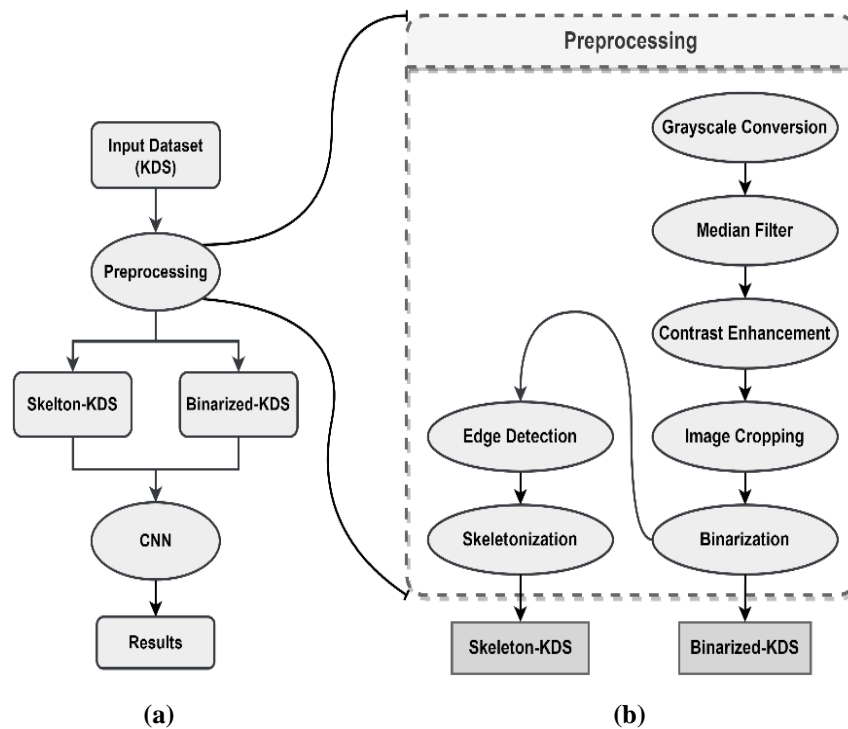 Input Dataset
(KDS)
Preprocessing
Skelton-KDS
Binarized-KDS
CNN
Results
(a)
Preprocessing
Grayscale Conversion
Median Filter
Contrast Enhancement
Image Cropping
Binarization
Edge Detection
Skeletonization
Skeleton-KDS
Binarized-KDS
(b)